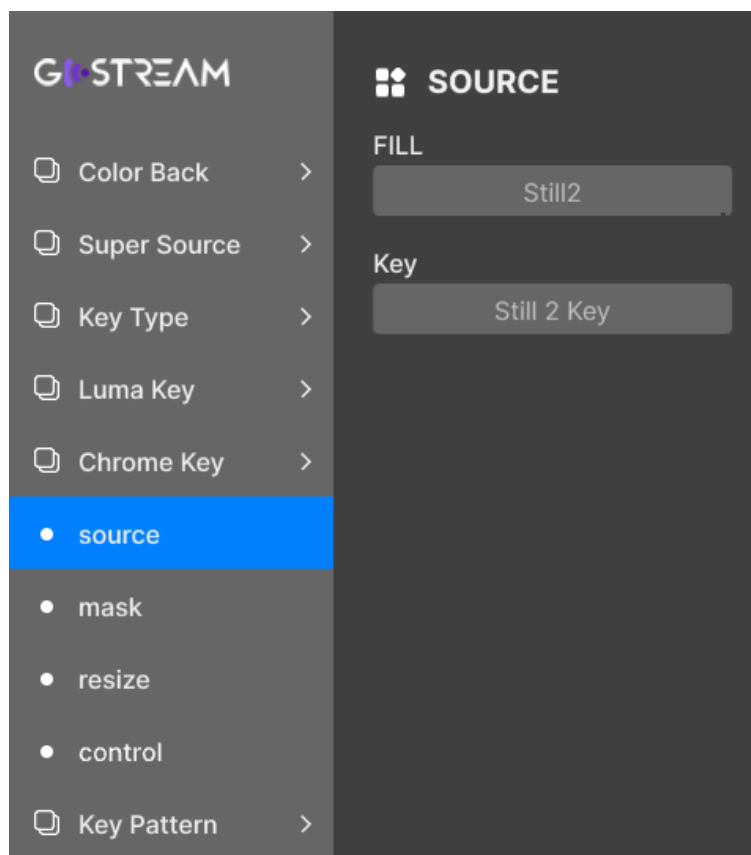 GOSTREAM
Color Back
Super Source
Key Type
Luma Key
Chrome Key
source
mask
resize
control
Key Pattern
SOURCE
FILL
Still2
Key
Still 2 Key